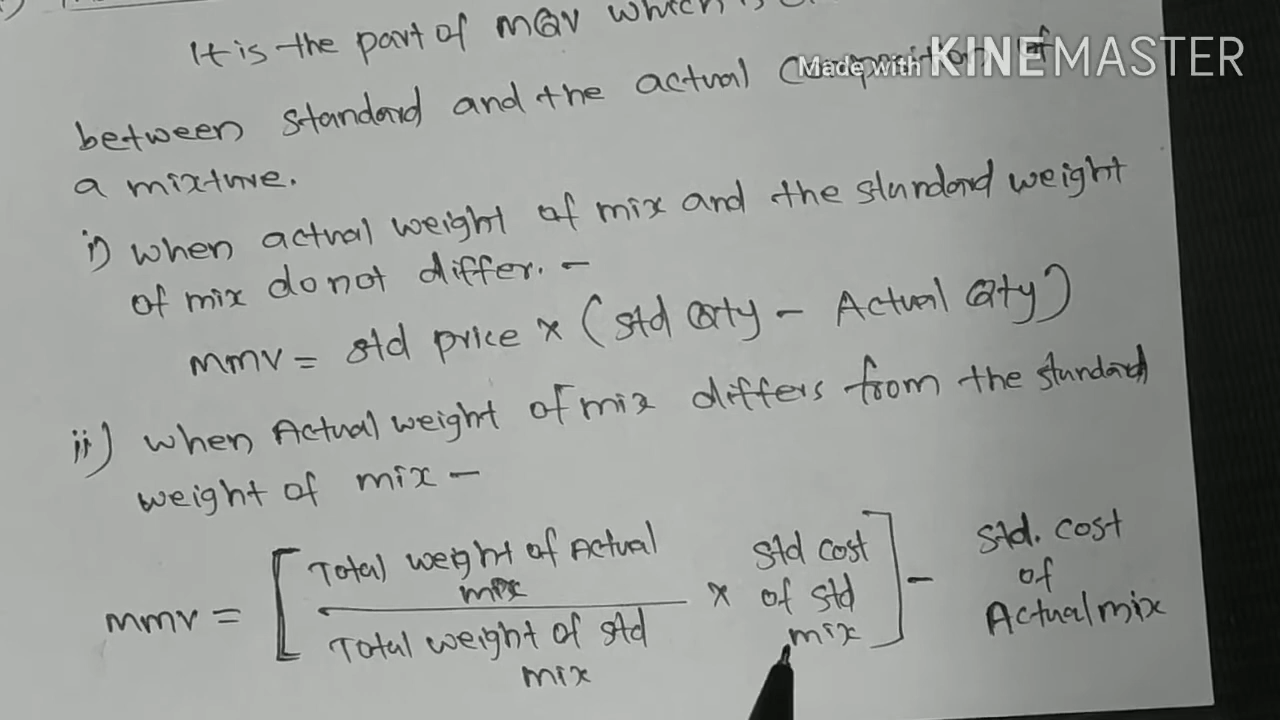 It is the part of MQV which is
Made with KINEMASTER
between standard and the actual composition of
a mixture.
i) when actual weight of mix and the standard weight
of mix do not differ. -
MMV = Std price x (Std Qty - Actual Qty)
ii) when Actual weight of mix differs from the standard
weight of mix -
MMV = [Total weight of Actual mix / Total weight of Std mix x Std cost of Std mix] - Std. cost of Actual mix